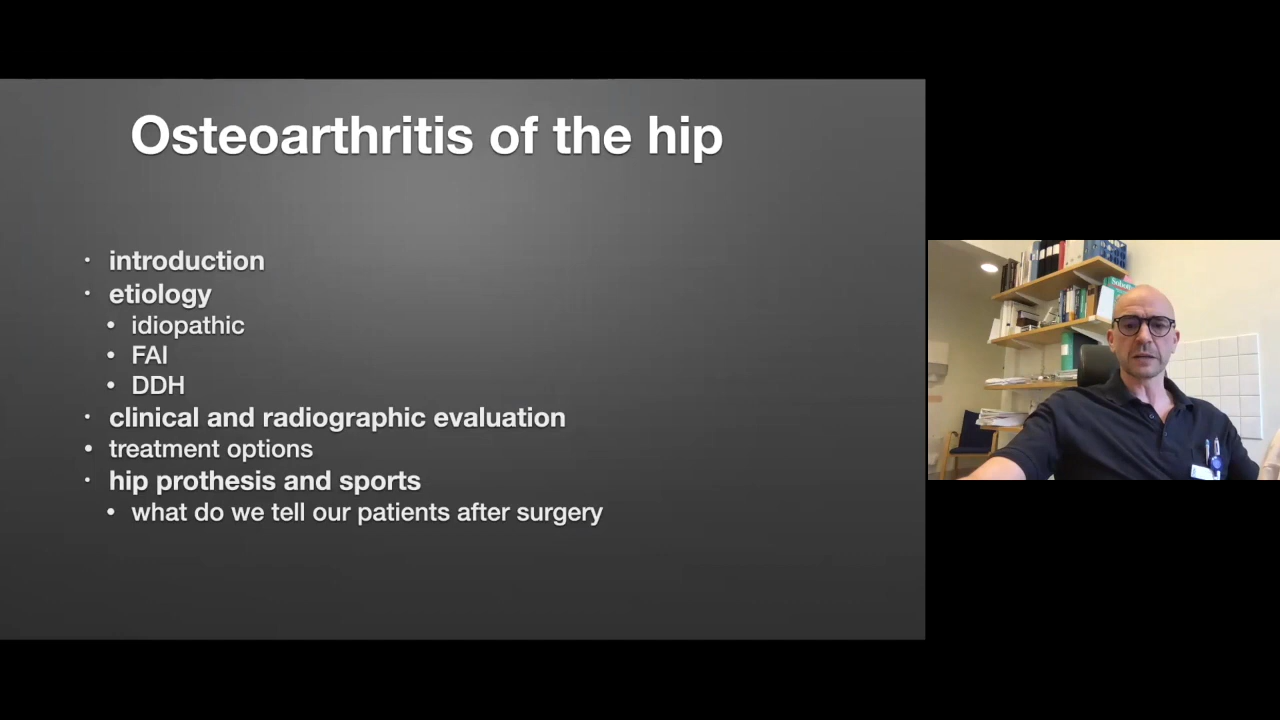 Osteoarthritis of the hip
· introduction
· etiology
• idiopathic
• FAI
• DDH
· clinical and radiographic evaluation
• treatment options
· hip prothesis and sports
• what do we tell our patients after surgery